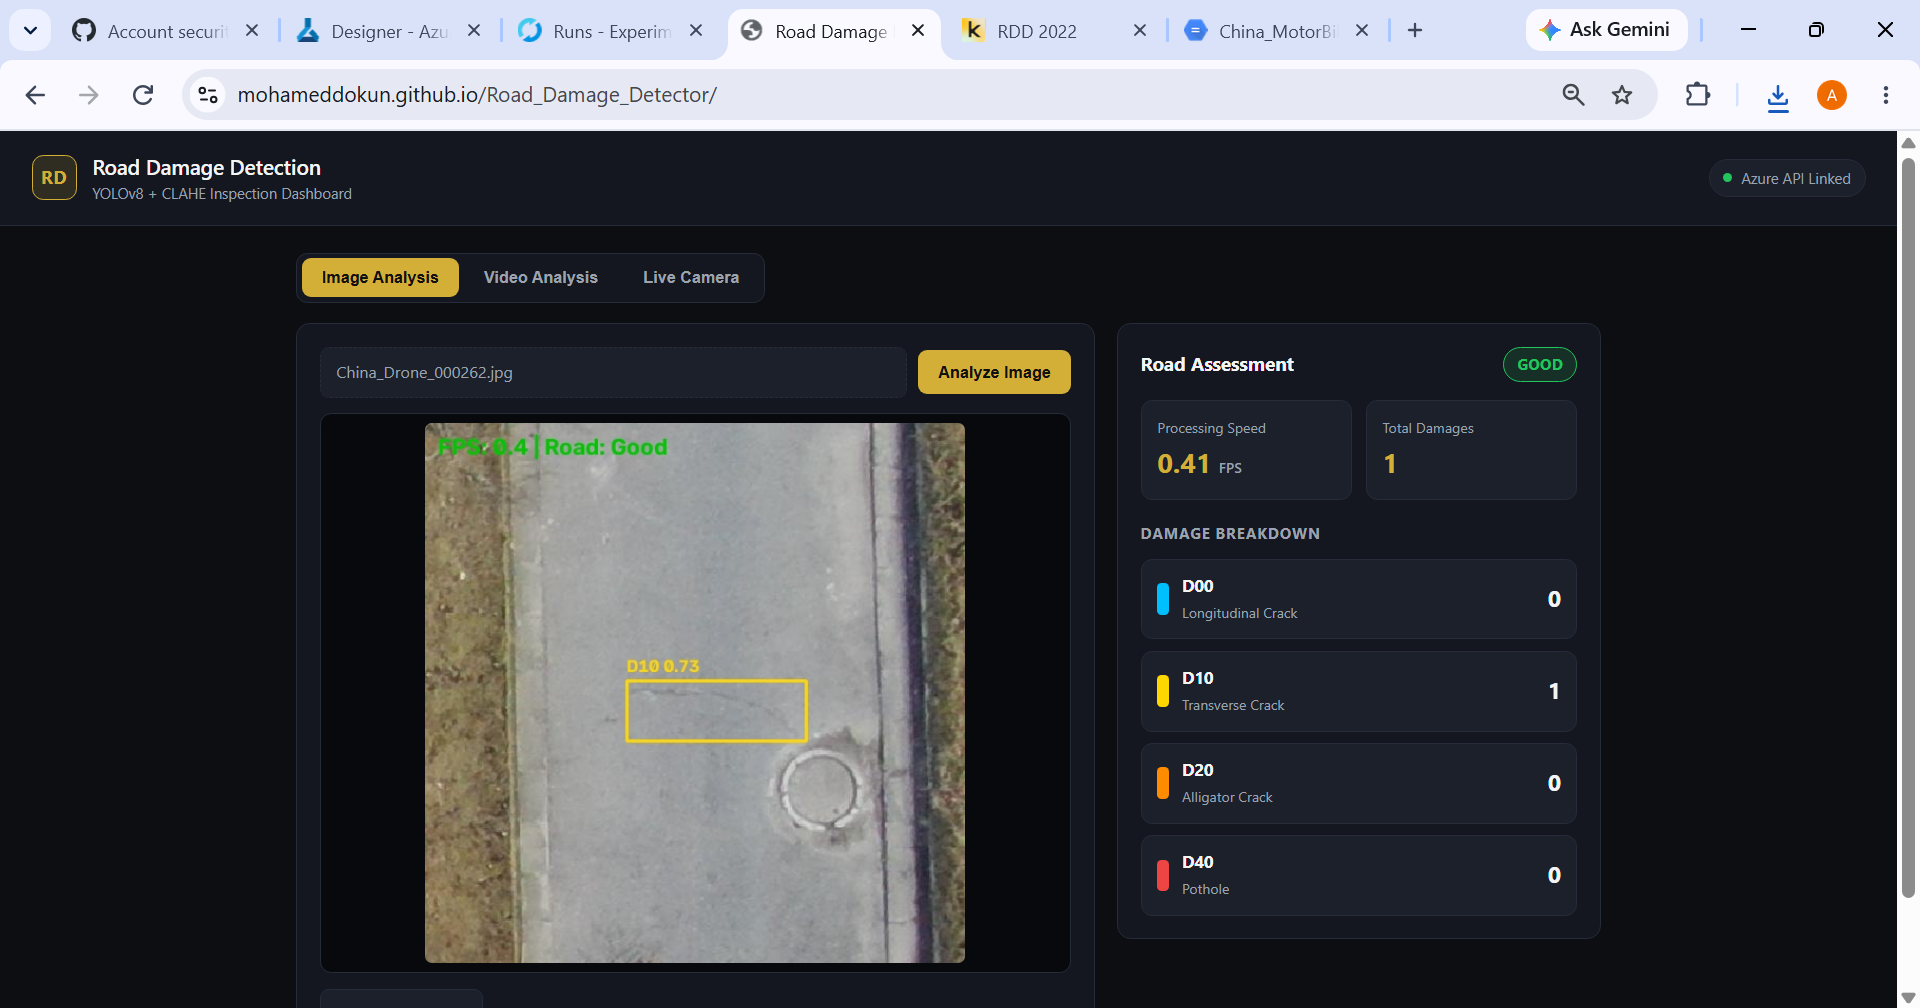 Account securit
Designer - Azu
Runs - Experim
Road Damage
RDD 2022
China_MotorBi
Ask Gemini
mohameddokun.github.io/Road_Damage_Detector/
A
RD
Road Damage Detection
YOLOv8 + CLAHE Inspection Dashboard
Azure API Linked
Image Analysis
Video Analysis
Live Camera
China_Drone_000262.jpg
Analyze Image
FPS: 0.4 | Road: Good
D10 0.73
Road Assessment
GOOD
Processing Speed
0.41 FPS
Total Damages
1
DAMAGE BREAKDOWN
D00
Longitudinal Crack
0
D10
Transverse Crack
1
D20
Alligator Crack
0
D40
Pothole
0